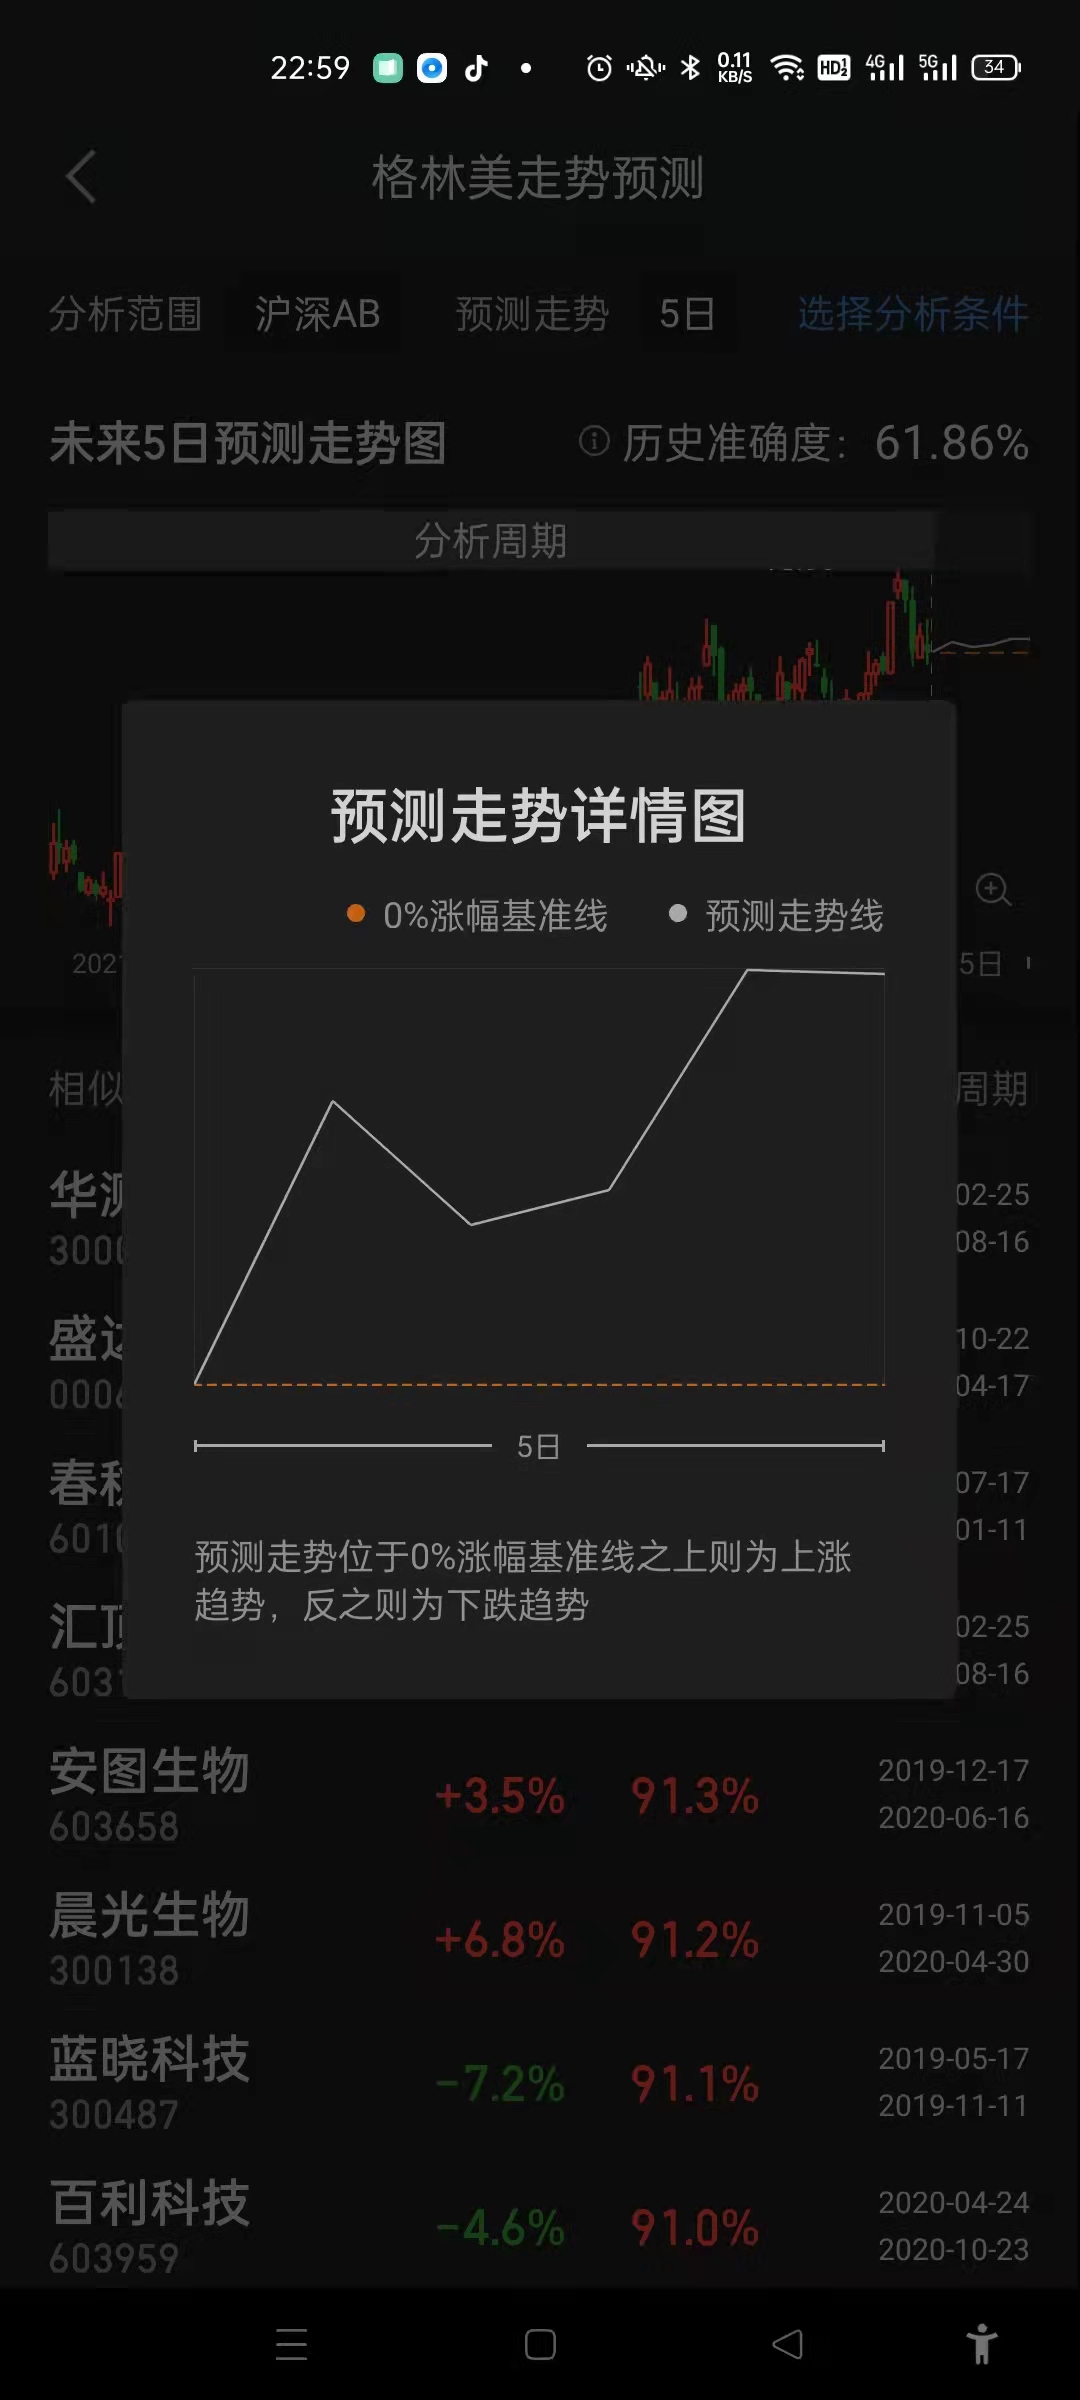 22:59 0.11 KB/S HD 4G 5G 34
格林美走势预测
分析范围 沪深AB 预测走势 5日 选择分析条件
未来5日预测走势图 历史准确度：61.86%
分析周期
预测走势详情图
0%涨幅基准线 预测走势线
202 5日
相似 周期
华测 02-25
300 08-16
盛达 10-22
000 04-17
春秋 07-17
601 01-11
汇顶 02-25
603 08-16
5日
预测走势位于0%涨幅基准线之上则为上涨
趋势，反之则为下跌趋势
安图生物 +3.5% 91.3% 2019-12-17
603658 2020-06-16
晨光生物 +6.8% 91.2% 2019-11-05
300138 2020-04-30
蓝晓科技 -7.2% 91.1% 2019-05-17
300487 2019-11-11
百利科技 -4.6% 91.0% 2020-04-24
603959 2020-10-23